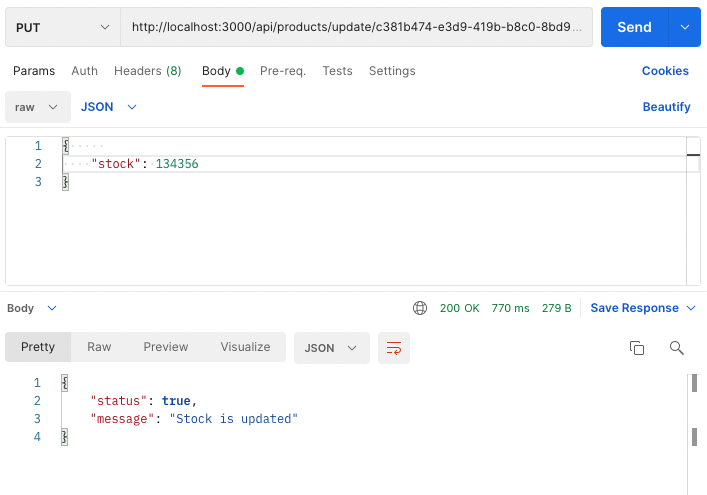 PUT http://localhost:3000/api/products/update/c381b474-e3d9-419b-b8c0-8bd9... Send
Params Auth Headers (8) Body Pre-req. Tests Settings Cookies
raw JSON Beautify
1 {
2 "stock": 134356
3 }
Body 200 OK 770 ms 279 B Save Response
Pretty Raw Preview Visualize JSON
1 {
2 "status": true,
3 "message": "Stock is updated"
4 }